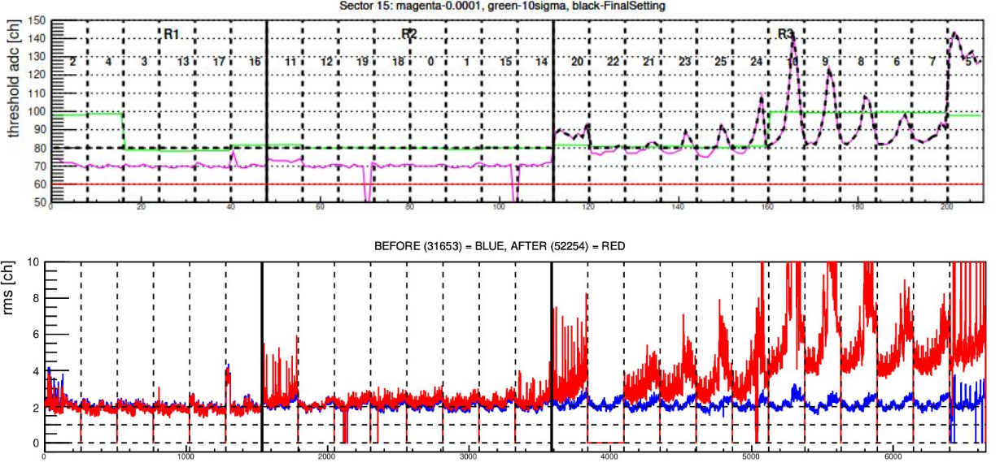 Sector 15: magenta-0.0001, green-10sigma, black-FinalSetting
threshold adc [ch]
150
140
130
120
110
100
90
80
70
60
50
R1 R2 R3
2 4 3 13 17 16 11 12 19 18 0 1 15 14 20 22 21 23 25 24 10 9 8 6 7 5
0 20 40 60 80 100 120 140 160 180 200
BEFORE (31653) = BLUE, AFTER (52254) = RED
rms [ch]
10
8
6
4
2
0
0 1000 2000 3000 4000 5000 6000